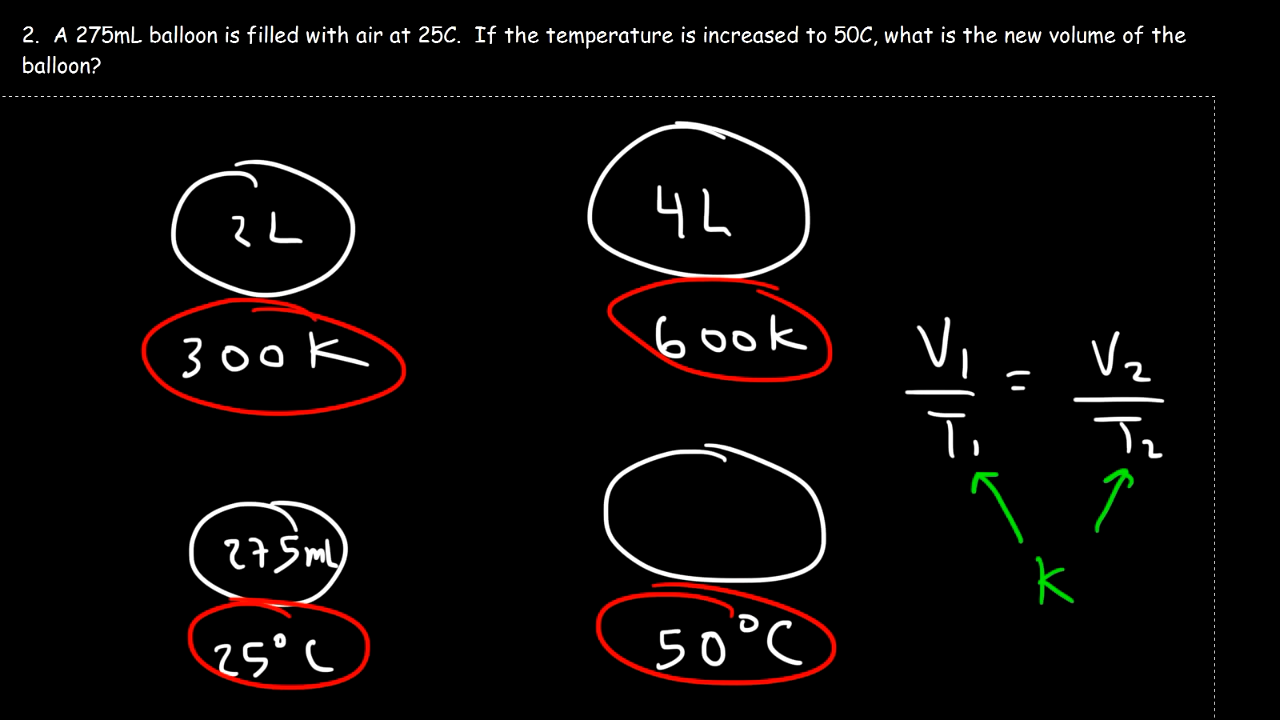 2. A 275mL balloon is filled with air at 25C. If the temperature is increased to 50C, what is the new volume of the
balloon?
2L
4L
300K
600K
V₁/T₁ = V₂/T₂
275mL
K
25°C
50°C